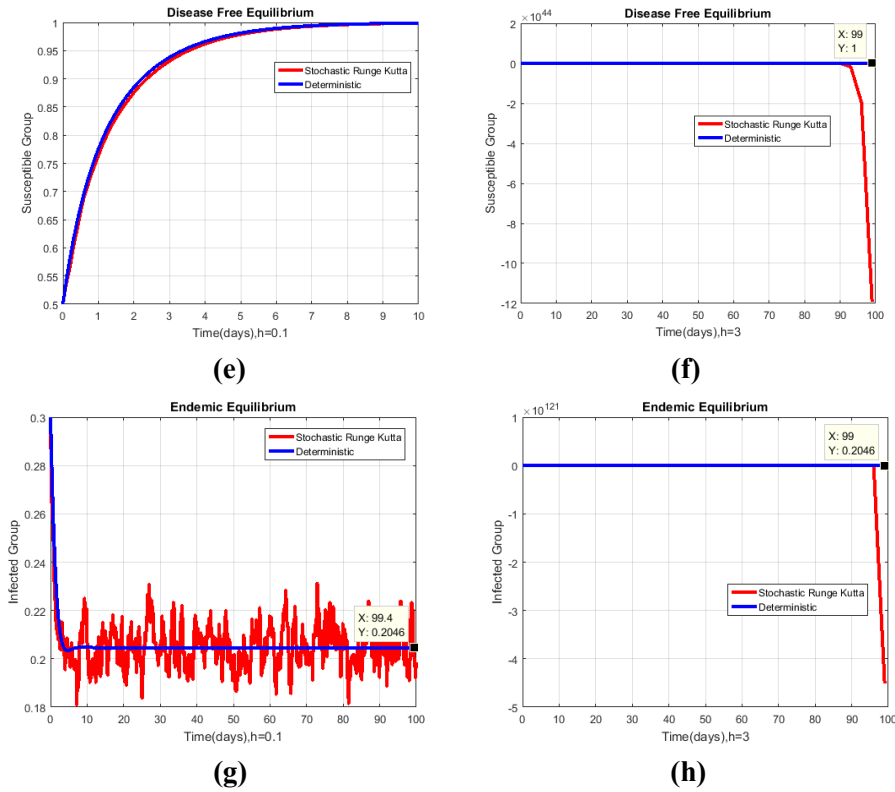 Disease Free Equilibrium
1
0.95
0.9
0.85
0.8
0.75
0.7
0.65
0.6
0.55
0.5
Susceptible Group
Stochastic Runge Kutta
Deterministic
0 1 2 3 4 5 6 7 8 9 10
Time(days),h=0.1
(e)
×10^44
Disease Free Equilibrium
2
0
-2
-4
-6
-8
-10
-12
Susceptible Group
X: 99
Y: 1
Stochastic Runge Kutta
Deterministic
0 10 20 30 40 50 60 70 80 90 100
Time(days),h=3
(f)
Endemic Equilibrium
0.3
0.28
0.26
0.24
0.22
0.2
0.18
Infected Group
Stochastic Runge Kutta
Deterministic
X: 99.4
Y: 0.2046
0 10 20 30 40 50 60 70 80 90 100
Time(days),h=0.1
(g)
×10^121
Endemic Equilibrium
1
0
-1
-2
-3
-4
-5
Infected Group
X: 99
Y: 0.2046
Stochastic Runge Kutta
Deterministic
0 10 20 30 40 50 60 70 80 90 100
Time(days),h=3
(h)